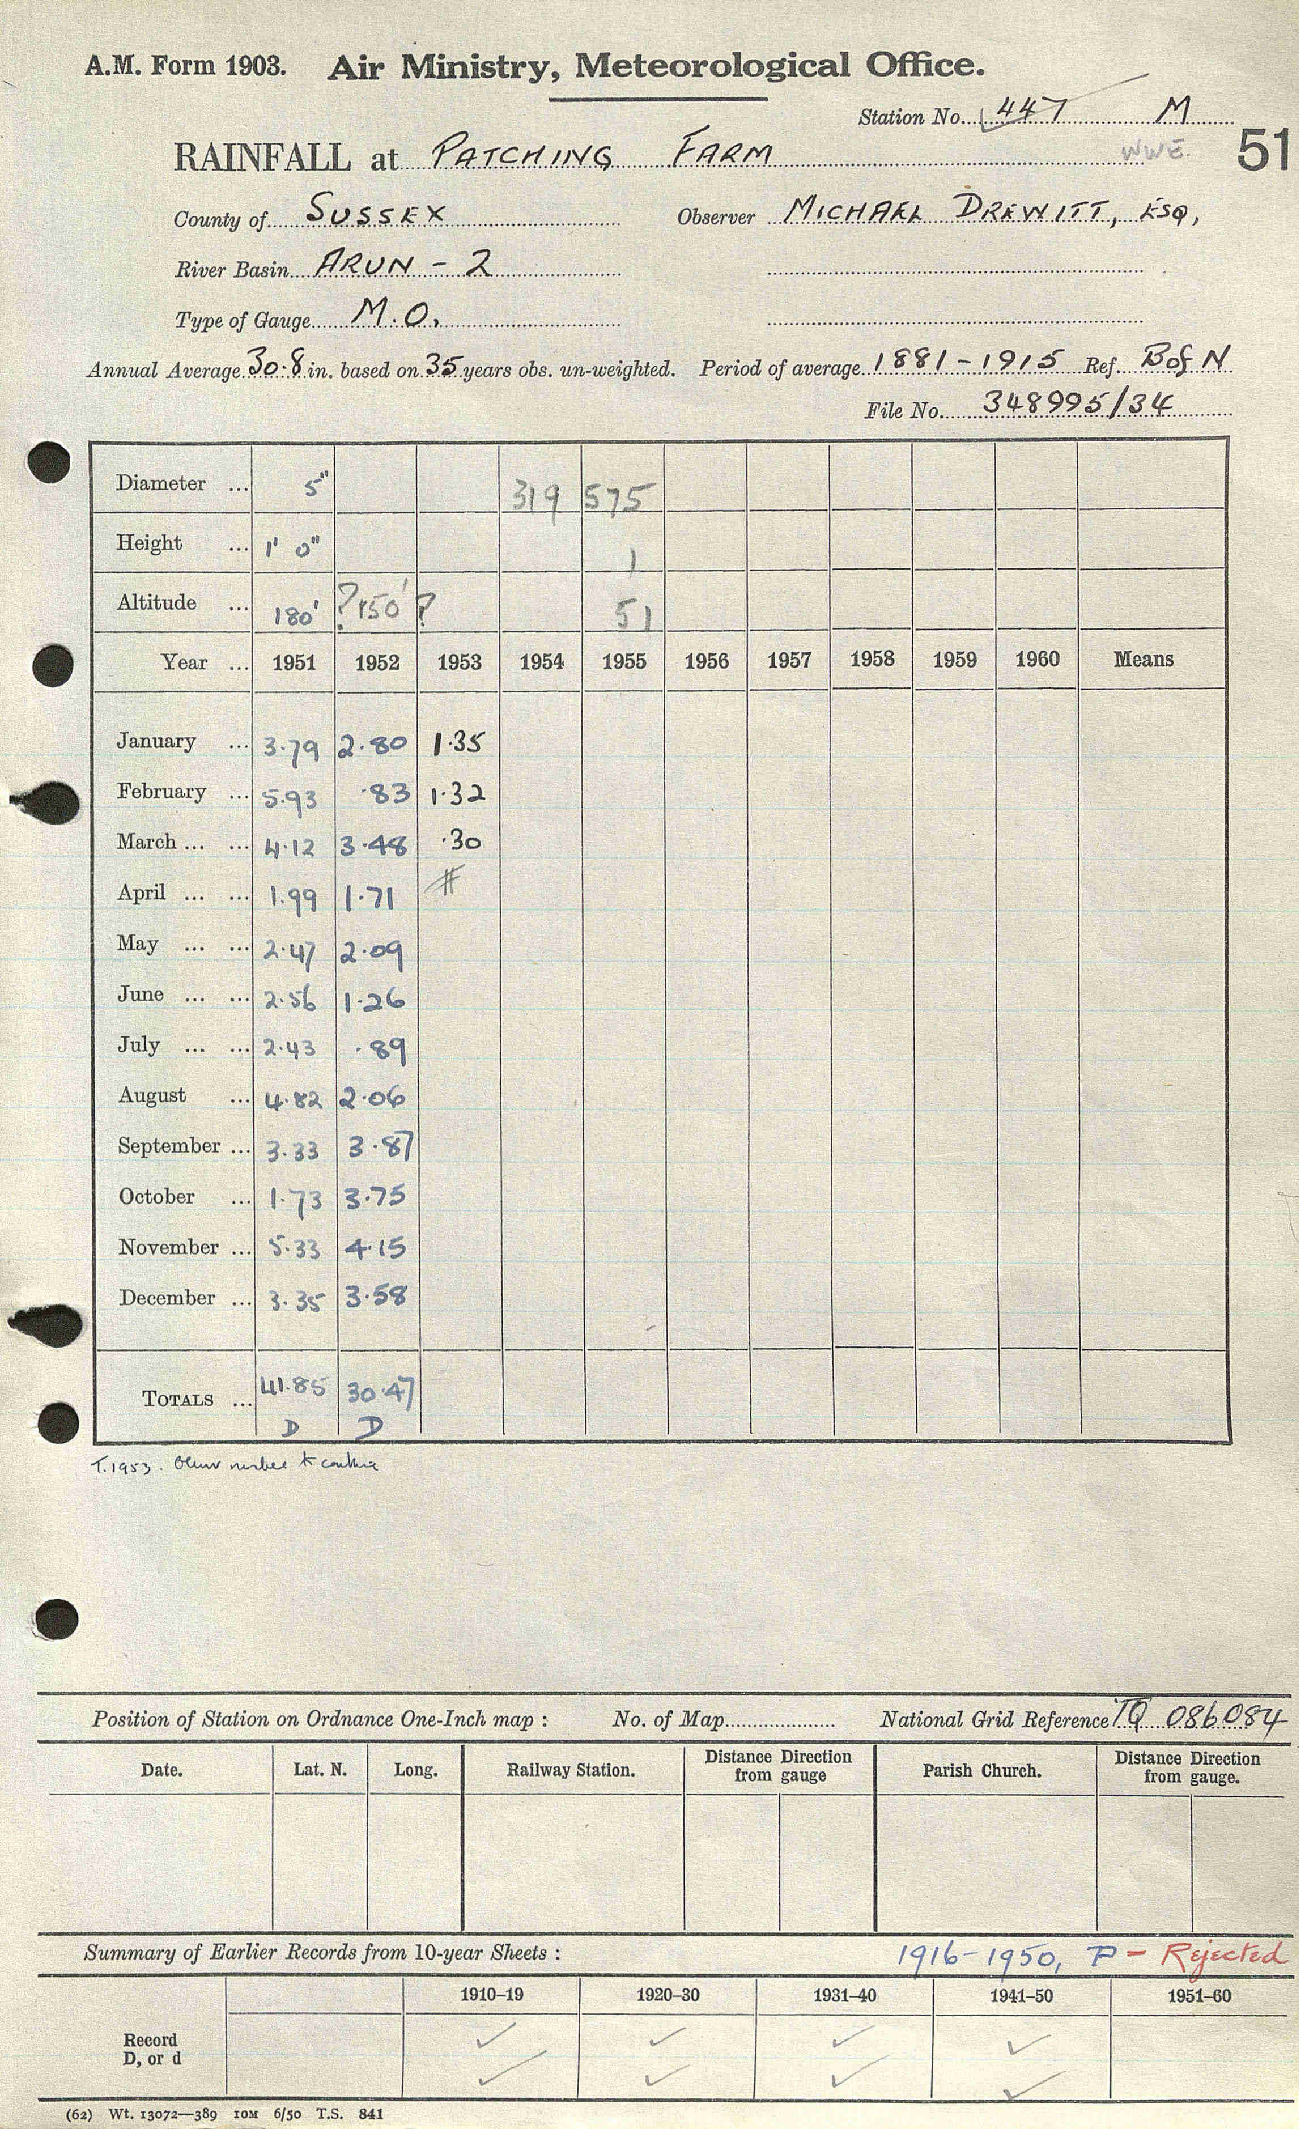 A.M. Form 1903. Air Ministry, Meteorological Office.
Station No. 447 M
RAINFALL at PATCHING FARM WWE 51
County of SUSSEX Observer MICHAEL DREWITT, ESQ,
River Basin ARUN - 2
Type of Gauge M.O.
Annual Average 30.8 in. based on 35 years obs. un-weighted. Period of average 1881-1915 Ref. B of N
File No. 348995/34
Diameter ... 5" 319 575
Height ... 1' 0" 1
Altitude ... 180' ?150'? 51
Year ... 1951 1952 1953 1954 1955 1956 1957 1958 1959 1960 Means
January ... 3.79 2.80 1.35
February ... 5.93 .83 1.32
March ... ... 4.12 3.48 .30
April ... ... 1.99 1.71 #
May ... ... 2.47 2.09
June ... ... 2.56 1.26
July ... ... 2.43 .89
August ... 4.82 2.06
September ... 3.33 3.87
October ... 1.73 3.75
November ... 5.33 4.15
December ... 3.35 3.58
TOTALS ... 41.85 30.47
D D
T.1953. to continue
Position of Station on Ordnance One-Inch map : No. of Map National Grid Reference TQ 086084
Date. Lat. N. Long. Railway Station. Distance Direction from gauge Parish Church. Distance Direction from gauge.
Summary of Earlier Records from 10-year Sheets : 1916-1950, P - Rejected
1910–19 1920–30 1931–40 1941–50 1951–60
Record ✓ ✓ ✓ ✓
D, or d ✓ ✓ ✓ ✓
(62) Wt. 13072—389 10M 6/50 T.S. 841